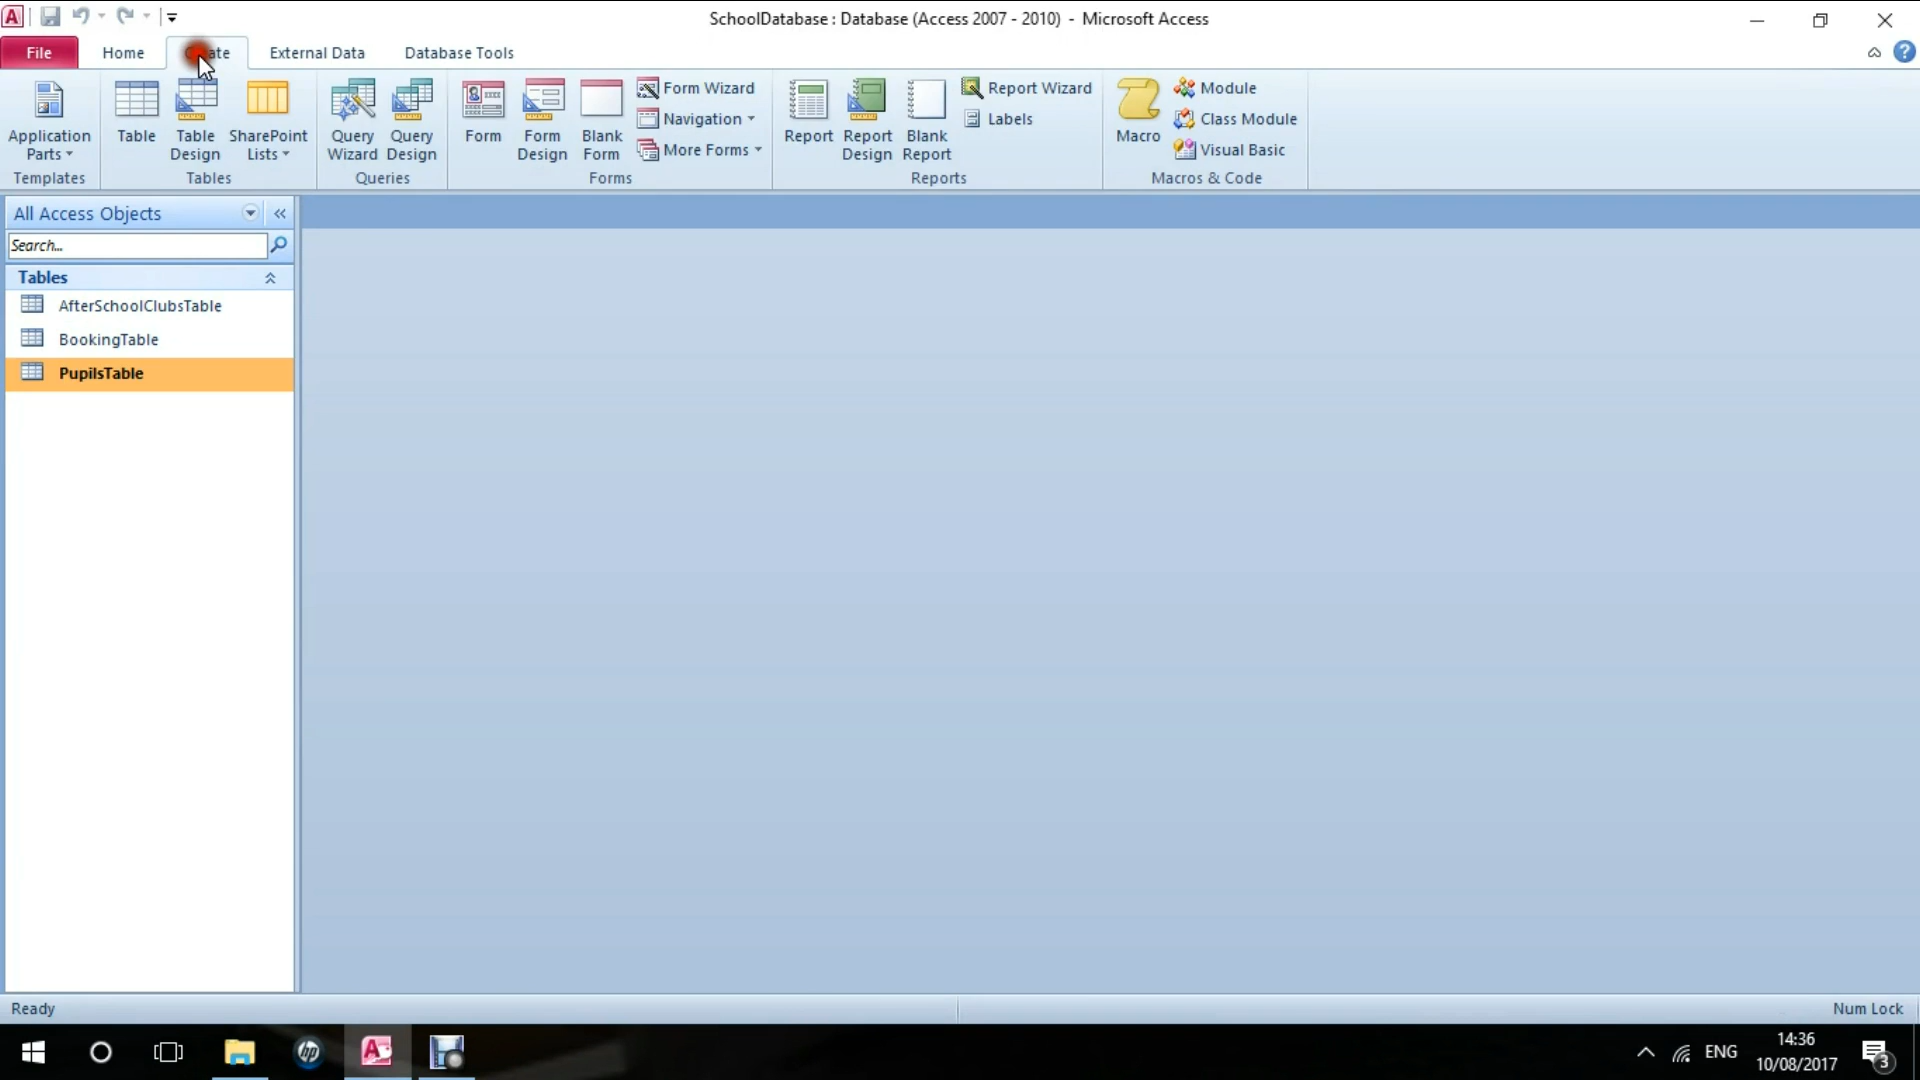 SchoolDatabase : Database (Access 2007 - 2010)  -  Microsoft Access
File Home ate External Data Database Tools
Application Parts
Table
Table Design
SharePoint Lists
Query Wizard
Query Design
Form
Form Design
Blank Form
Form Wizard
Navigation
More Forms
Report
Report Design
Blank Report
Report Wizard
Labels
Macro
Module
Class Module
Visual Basic
Templates Tables Queries Forms Reports Macros & Code
All Access Objects
Search...
Tables
AfterSchoolClubsTable
BookingTable
PupilsTable
Ready
Num Lock
hp
ENG
14:36
10/08/2017
3